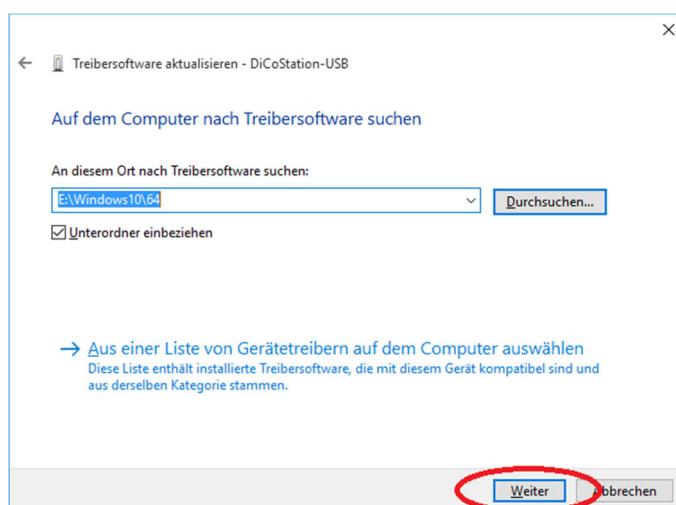 Treibersoftware aktualisieren - DiCoStation-USB
Auf dem Computer nach Treibersoftware suchen
An diesem Ort nach Treibersoftware suchen:
E:\Windows10\64
Durchsuchen...
Unterordner einbeziehen
Aus einer Liste von Gerätetreibern auf dem Computer auswählen
Diese Liste enthält installierte Treibersoftware, die mit diesem Gerät kompatibel sind und
aus derselben Kategorie stammen.
Weiter
Abbrechen